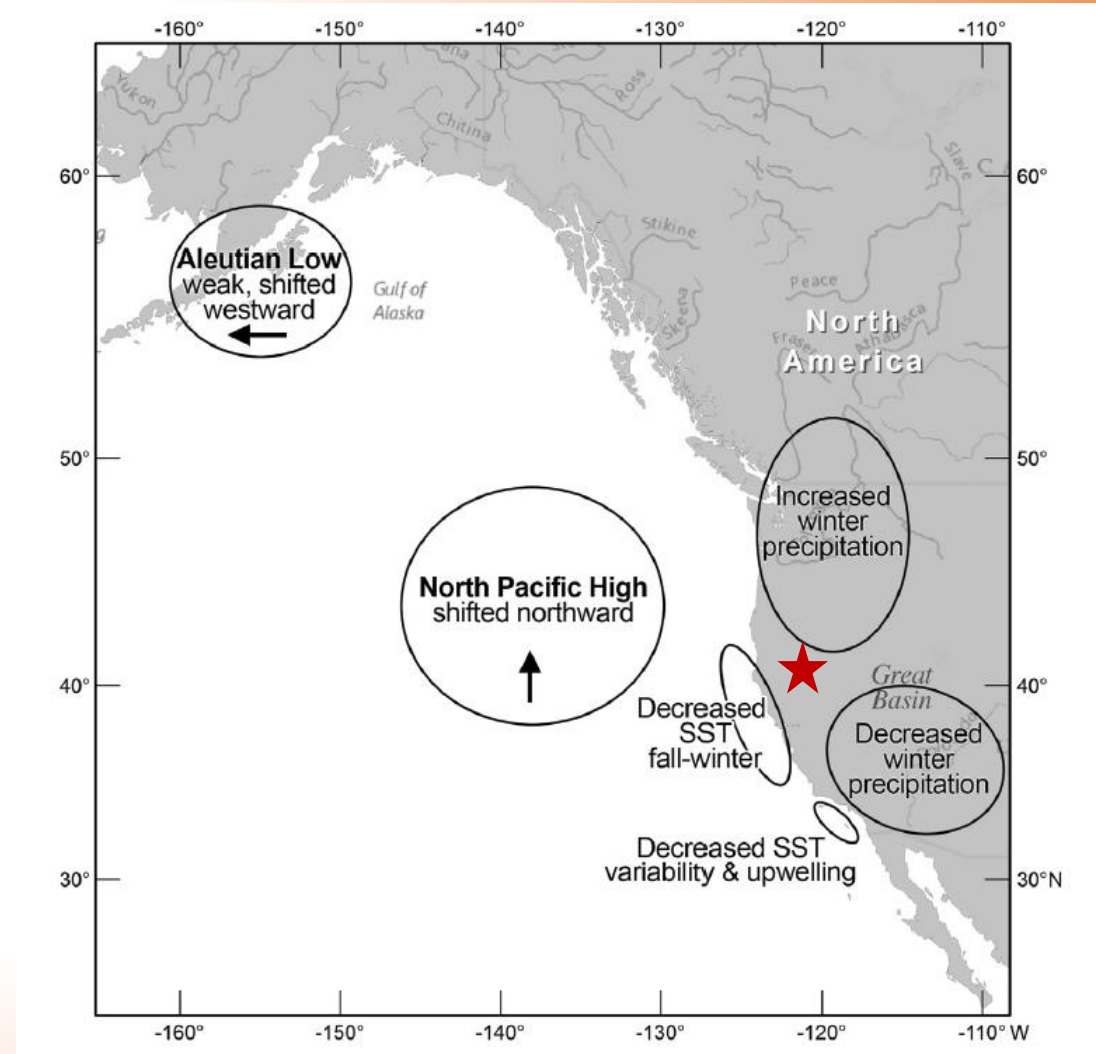 -160° -150° -140° -130° -120° -110°
Yukon
Ross
Chitina
Slave
60° 60°
Stikine
Aleutian Low
weak, shifted
westward
Gulf of
Alaska
Peace
Skeena
North
America
Fraser
Athabasca
50° 50°
Increased
winter
precipitation
North Pacific High
shifted northward
40° 40°
Great
Basin
Decreased
SST
fall-winter
Decreased
winter
precipitation
Decreased SST
variability & upwelling
30° 30°N
-160° -150° -140° -130° -120° -110° W